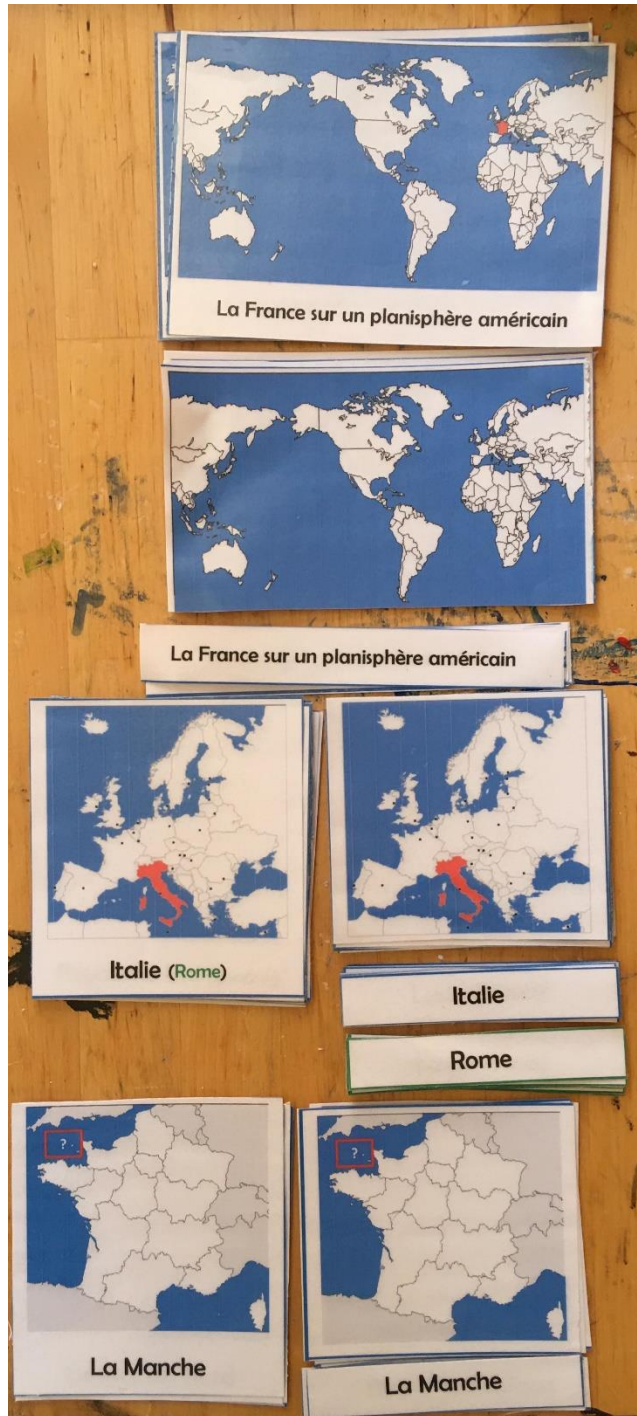 La France sur un planisphère américain
La France sur un planisphère américain
Italie (Rome)
Italie
Rome
?
?
La Manche
La Manche